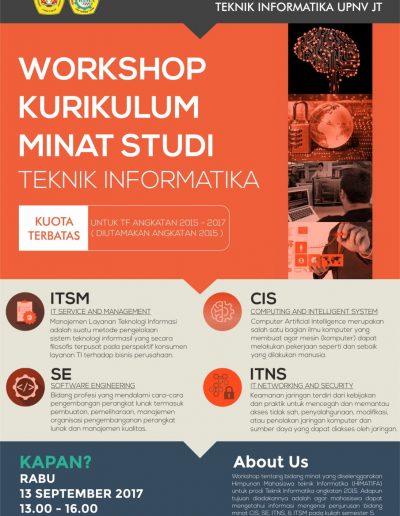 TEKNIK INFORMATIKA UPNV JT
WORKSHOP
KURIKULUM
MINAT STUDI
TEKNIK INFORMATIKA
KUOTA
TERBATAS
UNTUK TF ANGKATAN 2015 - 2017
( DIUTAMAKAN ANGKATAN 2015 )
ITSM
IT SERVICE AND MANAGEMENT
Manajemen Layanan Teknologi Informasi
adalah suatu metode pengelolaan
sistem teknologi informasil yang secara
filosofis terpusat pada perspektif konsumen
layanan TI terhadap bisnis perusahaan.
CIS
COMPUTING AND INTELLIGENT SYSTEM
Computer Artificial Intelligence merupakan
salah satu bagian ilmu komputer yang
membuat agar mesin (komputer) dapat
melakukan pekerjaan seperti dan sebaik
yang dilakukan manusia.
SE
SOFTWARE ENGINEERING
Bidang profesi yang mendalami cara-cara
pengembangan perangkat lunak termasuk
pembuatan, pemeliharaan, manajemen
organisasi pengembanganan perangkat
lunak dan manajemen kualitas.
ITNS
IT NETWORKING AND SECURITY
Keamanan jaringan terdiri dari kebijakan
dan praktik untuk mencegah dan memantau
akses tidak sah, penyalahgunaan, modifikasi,
atau penolakan jaringan komputer dan
sumber daya yang dapat diakses oleh jaringan.
KAPAN?
RABU
13 SEPTEMBER 2017
13.00 - 16.00
About Us
Workshop tentang bidang minat yang diselenggarakan
Himpunan Mahasiswa teknik Informatika (HIMATIFA)
untuk prodi Teknik Informatika angkatan 2015. Adapun
tujuan diadakannya adalah agar mahasiswa dapat
mengetahui informasi mengenai penjurusan bidang
minat CIS, SE, ITNS, & ITSM pada kuliah semester 5